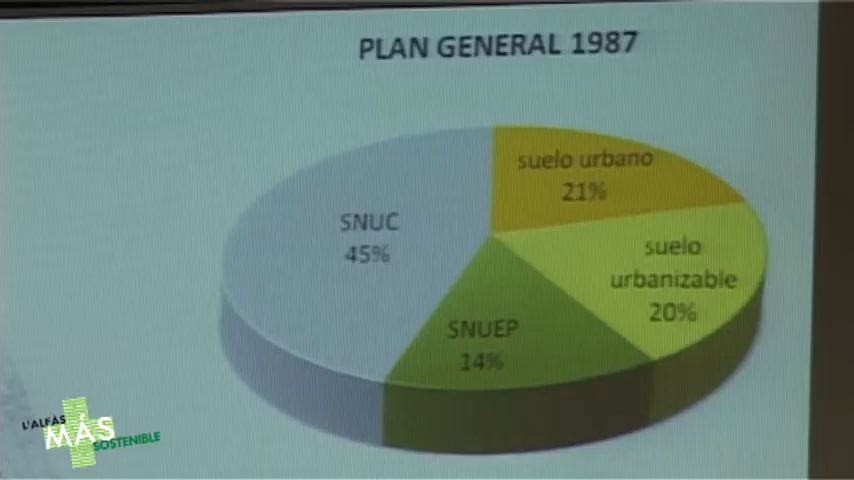 PLAN GENERAL 1987
suelo urbano
21%
SNUC
45%
suelo
urbanizable
20%
SNUEP
14%
L'ALFÀS
MÁS
SOSTENIBLE